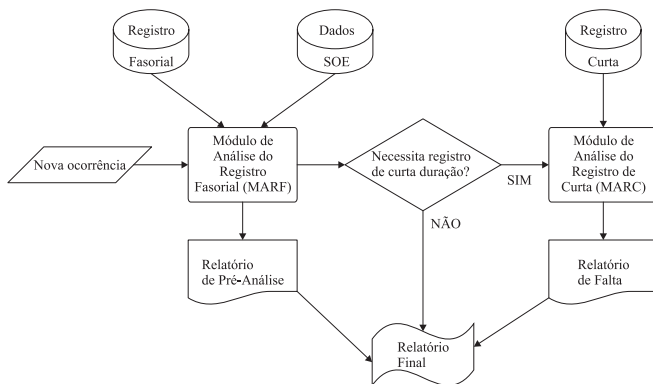 Registro
Fasorial
Dados
SOE
Registro
Curta
Nova ocorrência
Módulo de
Análise do
Registro
Fasorial (MARF)
Necessita registro
de curta duração?
SIM
NÃO
Módulo de
Análise do
Registro de
Curta (MARC)
Relatório
de Pré-Análise
Relatório
de Falta
Relatório
Final